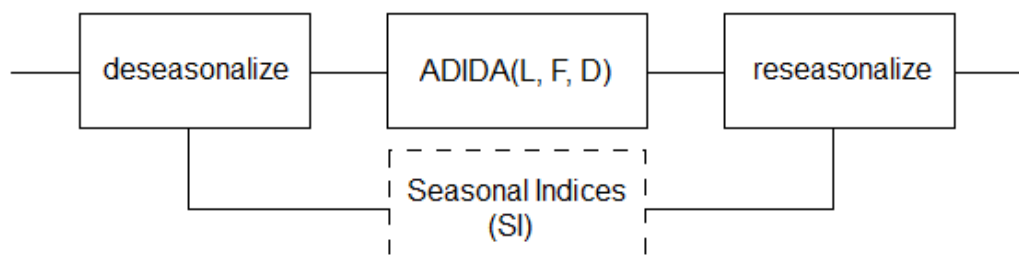 deseasonalize
ADIDA(L, F, D)
reseasonalize
Seasonal Indices
(SI)